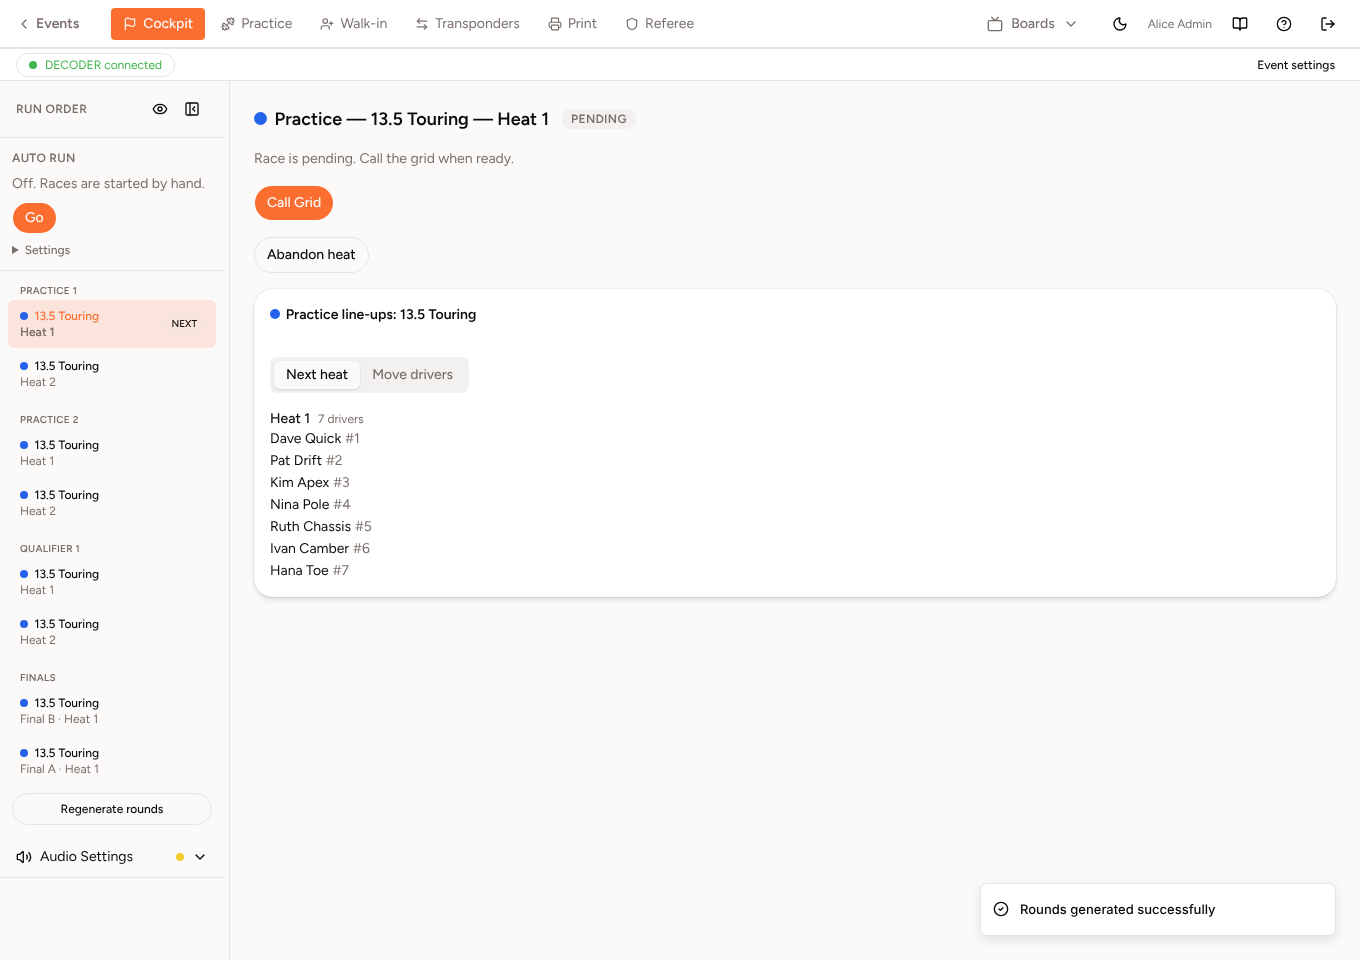 Events
Cockpit
Practice
Walk-in
Transponders
Print
Referee
Boards
Alice Admin
DECODER connected
Event settings
RUN ORDER
AUTO RUN
Off. Races are started by hand.
Go
Settings
PRACTICE 1
13.5 Touring
Heat 1
NEXT
13.5 Touring
Heat 2
PRACTICE 2
13.5 Touring
Heat 1
13.5 Touring
Heat 2
QUALIFIER 1
13.5 Touring
Heat 1
13.5 Touring
Heat 2
FINALS
13.5 Touring
Final B · Heat 1
13.5 Touring
Final A · Heat 1
Regenerate rounds
Audio Settings
Practice — 13.5 Touring — Heat 1
PENDING
Race is pending. Call the grid when ready.
Call Grid
Abandon heat
Practice line-ups: 13.5 Touring
Next heat
Move drivers
Heat 1 7 drivers
Dave Quick #1
Pat Drift #2
Kim Apex #3
Nina Pole #4
Ruth Chassis #5
Ivan Camber #6
Hana Toe #7
Rounds generated successfully